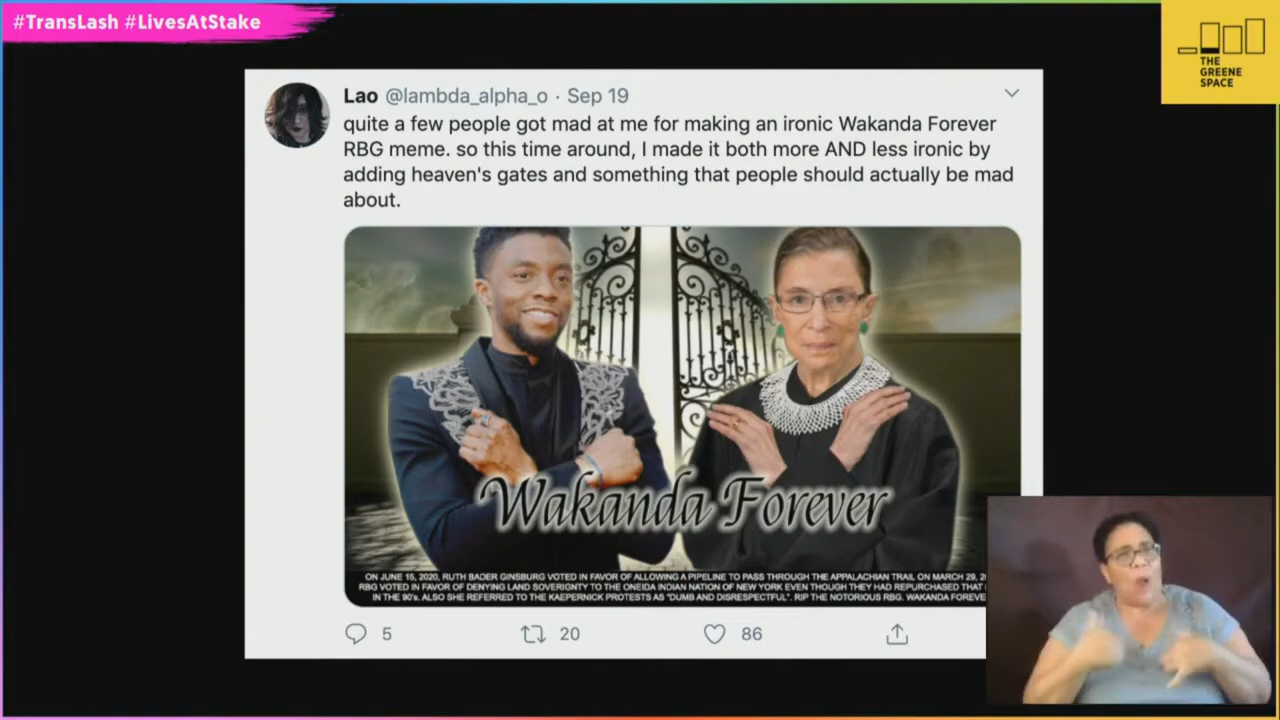 #TransLash #LivesAtStake
THE
GREENE
SPACE
Lao @lambda_alpha_o · Sep 19
quite a few people got mad at me for making an ironic Wakanda Forever
RBG meme. so this time around, I made it both more AND less ironic by
adding heaven's gates and something that people should actually be mad
about.
Wakanda Forever
ON JUNE 15, 2020, RUTH BADER GINSBURG VOTED IN FAVOR OF ALLOWING A PIPELINE TO PASS THROUGH THE APPALACHIAN TRAIL ON MARCH 29,
RBG VOTED IN FAVOR OF DENYING LAND SOVERIGNTY TO THE ONEIDA INDIAN NATION OF NEW YORK EVEN THOUGH THEY HAD REPURCHASED THAT
IN THE 90's. ALSO SHE REFERRED TO THE KAEPERNICK PROTESTS AS "DUMB AND DISRESPECTFUL". RIP THE NOTORIOUS RBG. WAKANDA FOREVE
5 20 86